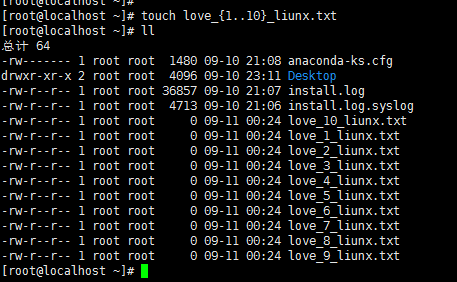 [root@localhost ~]# touch love_{1..10}_liunx.txt
[root@localhost ~]# ll
总计 64
-rw------- 1 root root  1480 09-10 21:08 anaconda-ks.cfg
drwxr-xr-x 2 root root  4096 09-10 23:11 Desktop
-rw-r--r-- 1 root root 36857 09-10 21:07 install.log
-rw-r--r-- 1 root root  4713 09-10 21:06 install.log.syslog
-rw-r--r-- 1 root root     0 09-11 00:24 love_10_liunx.txt
-rw-r--r-- 1 root root     0 09-11 00:24 love_1_liunx.txt
-rw-r--r-- 1 root root     0 09-11 00:24 love_2_liunx.txt
-rw-r--r-- 1 root root     0 09-11 00:24 love_3_liunx.txt
-rw-r--r-- 1 root root     0 09-11 00:24 love_4_liunx.txt
-rw-r--r-- 1 root root     0 09-11 00:24 love_5_liunx.txt
-rw-r--r-- 1 root root     0 09-11 00:24 love_6_liunx.txt
-rw-r--r-- 1 root root     0 09-11 00:24 love_7_liunx.txt
-rw-r--r-- 1 root root     0 09-11 00:24 love_8_liunx.txt
-rw-r--r-- 1 root root     0 09-11 00:24 love_9_liunx.txt
[root@localhost ~]#